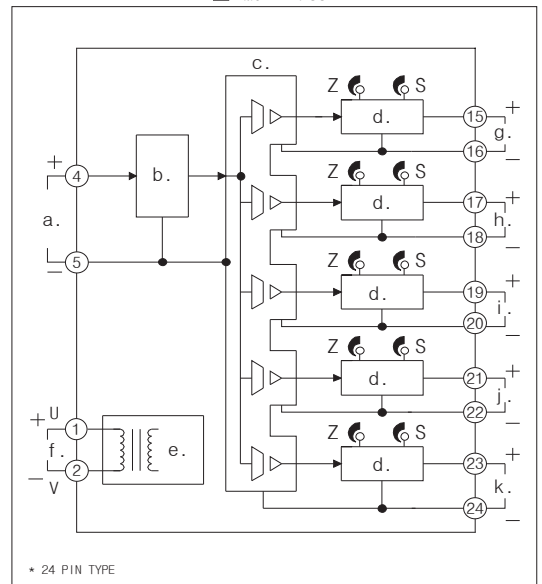 c.
Z S
d.
15 +
g.
16 −
+ 4
b.
a.
− 5
Z S
d.
17 +
h.
18 −
Z S
d.
19 +
i.
20 −
Z S
d.
21 +
j.
22 −
+ U 1
f.
− V 2
e.
Z S
d.
23 +
k.
24 −
* 24 PIN TYPE